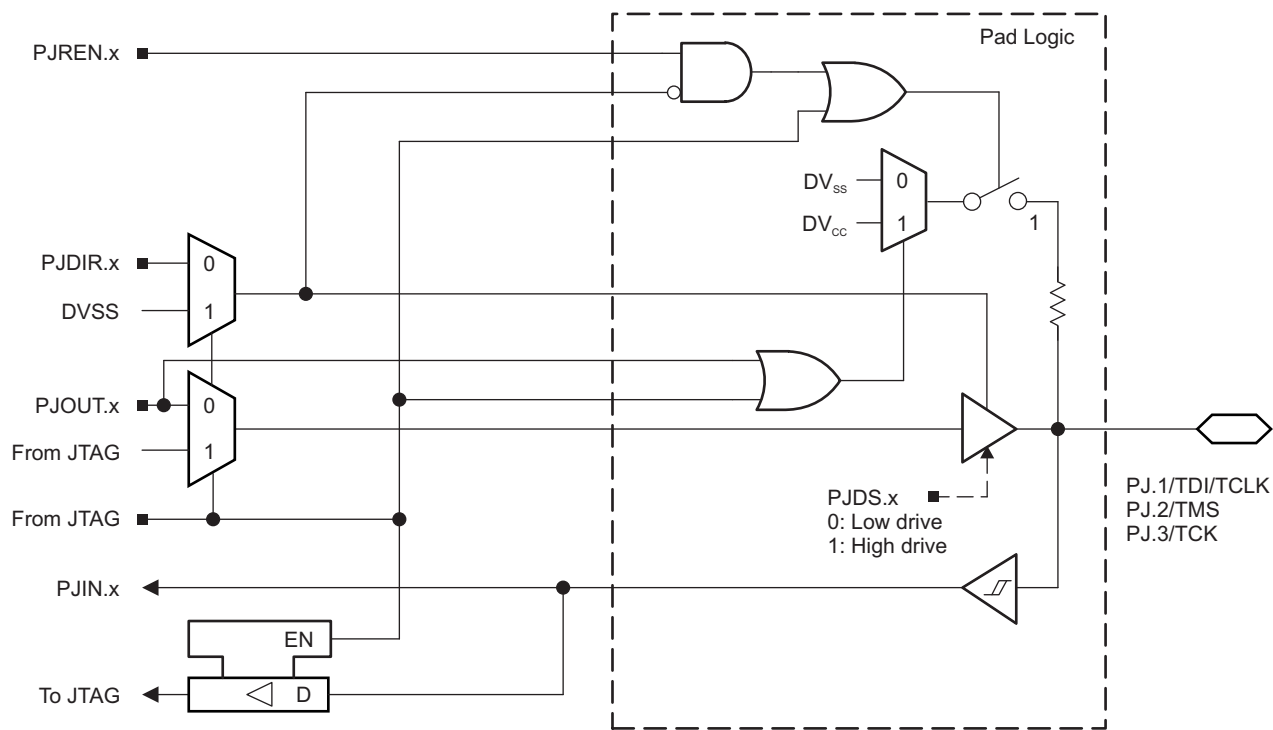 Pad Logic
PJREN.x
DVSS
0
DVCC
1
1
PJDIR.x
0
DVSS
1
PJOUT.x
0
From JTAG
1
PJDS.x
0: Low drive
1: High drive
PJ.1/TDI/TCLK
PJ.2/TMS
PJ.3/TCK
From JTAG
PJIN.x
EN
To JTAG
D